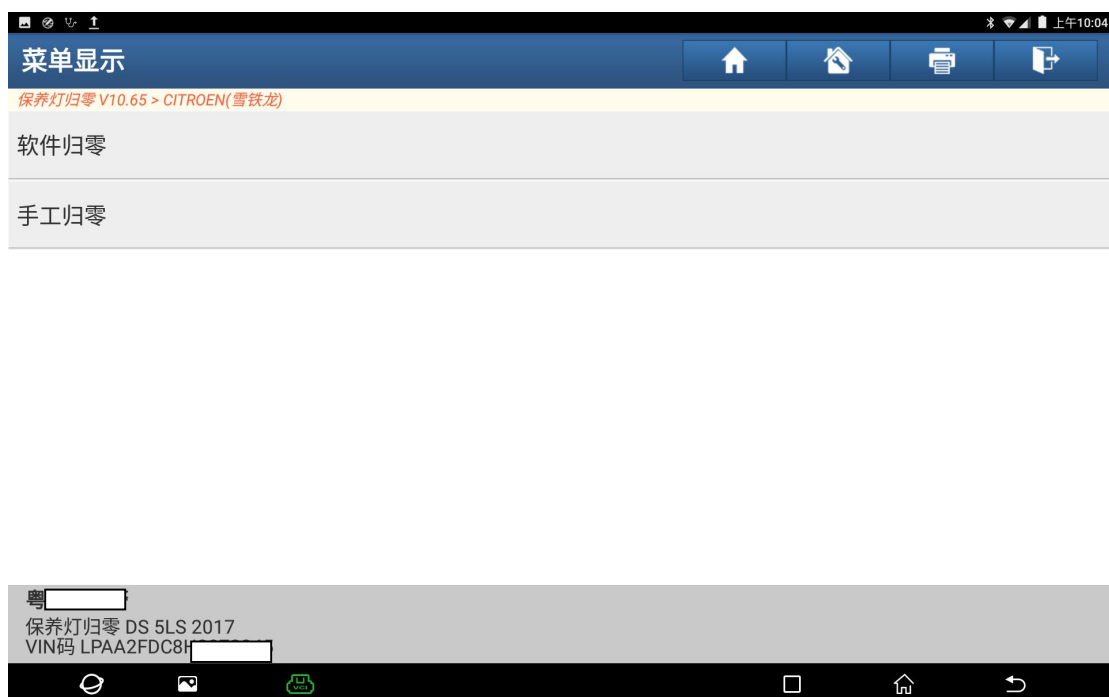 上午10:04
菜单显示
保养灯归零 V10.65 > CITROEN(雪铁龙)
软件归零
手工归零
粤
保养灯归零 DS 5LS 2017
VIN码 LPAA2FDC8H
VCI